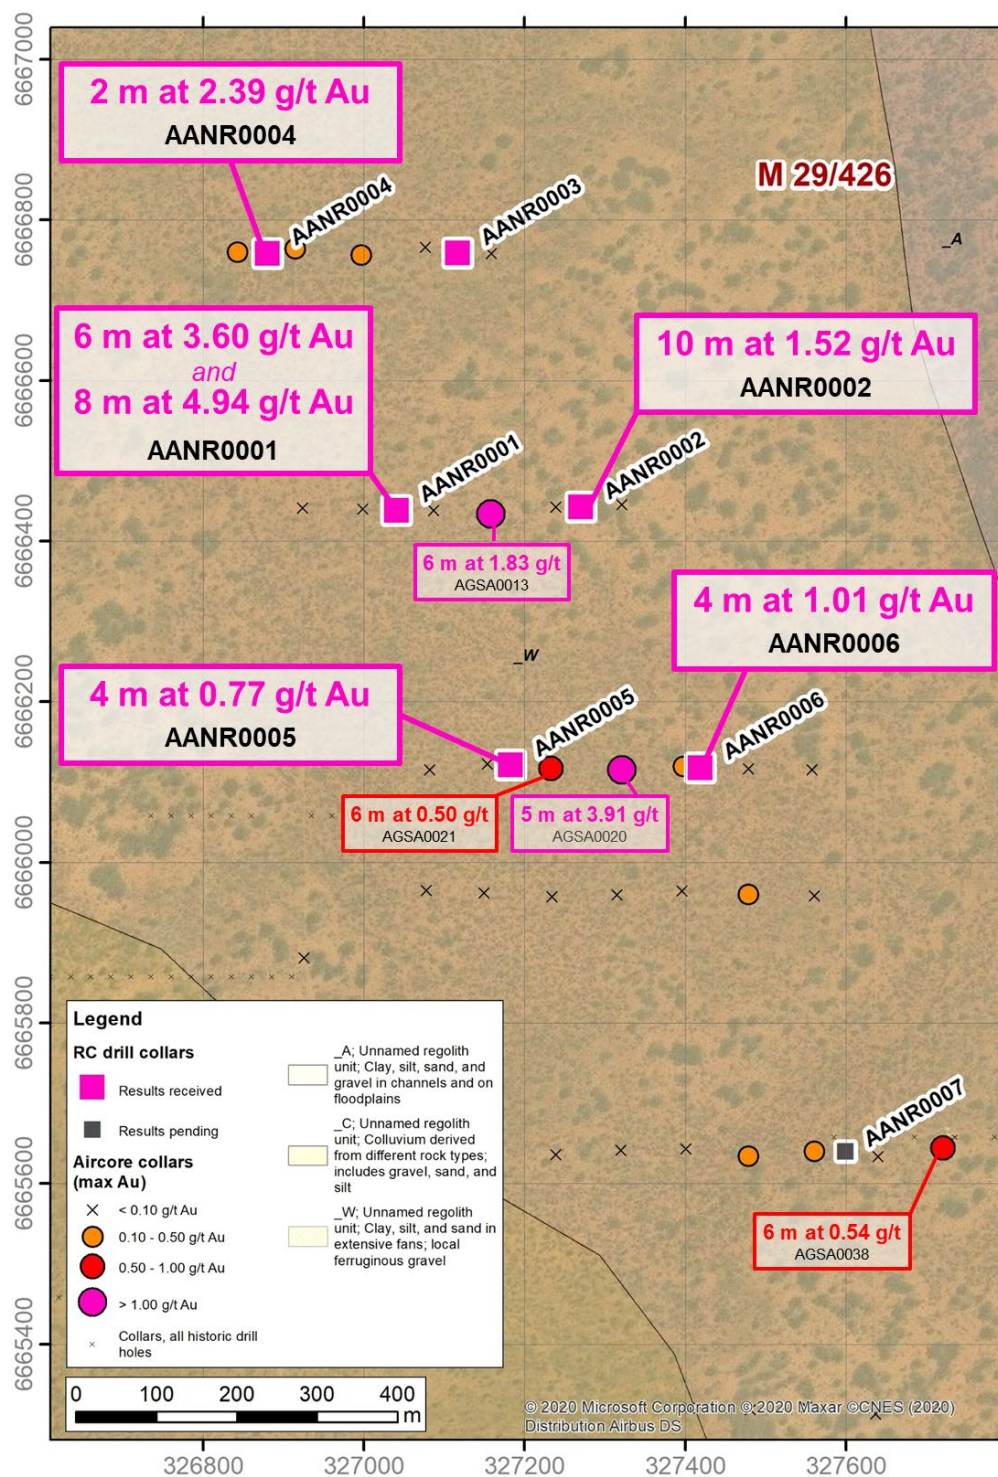 6667000
6666800
6666600
6666400
6666200
6666000
6665800
6665600
6665400
2 m at 2.39 g/t Au
AANR0004
M 29/426
AANR0004
AANR0003
_A
6 m at 3.60 g/t Au
and
8 m at 4.94 g/t Au
AANR0001
10 m at 1.52 g/t Au
AANR0002
AANR0001
AANR0002
6 m at 1.83 g/t
AGSA0013
4 m at 1.01 g/t Au
AANR0006
_W
4 m at 0.77 g/t Au
AANR0005
AANR0005
AANR0006
6 m at 0.50 g/t
AGSA0021
5 m at 3.91 g/t
AGSA0020
AANR0007
6 m at 0.54 g/t
AGSA0038
Legend
RC drill collars
Results received
Results pending
Aircore collars
(max Au)
< 0.10 g/t Au
0.10 - 0.50 g/t Au
0.50 - 1.00 g/t Au
> 1.00 g/t Au
Collars, all historic drill
holes
_A; Unnamed regolith
unit; Clay, silt, sand, and
gravel in channels and on
floodplains
_C; Unnamed regolith
unit; Colluvium derived
from different rock types;
includes gravel, sand, and
silt
_W; Unnamed regolith
unit; Clay, silt, and sand in
extensive fans; local
ferruginous gravel
0 100 200 300 400
m
© 2020 Microsoft Corporation © 2020 Maxar ©CNES (2020)
Distribution Airbus DS
326800 327000 327200 327400 327600